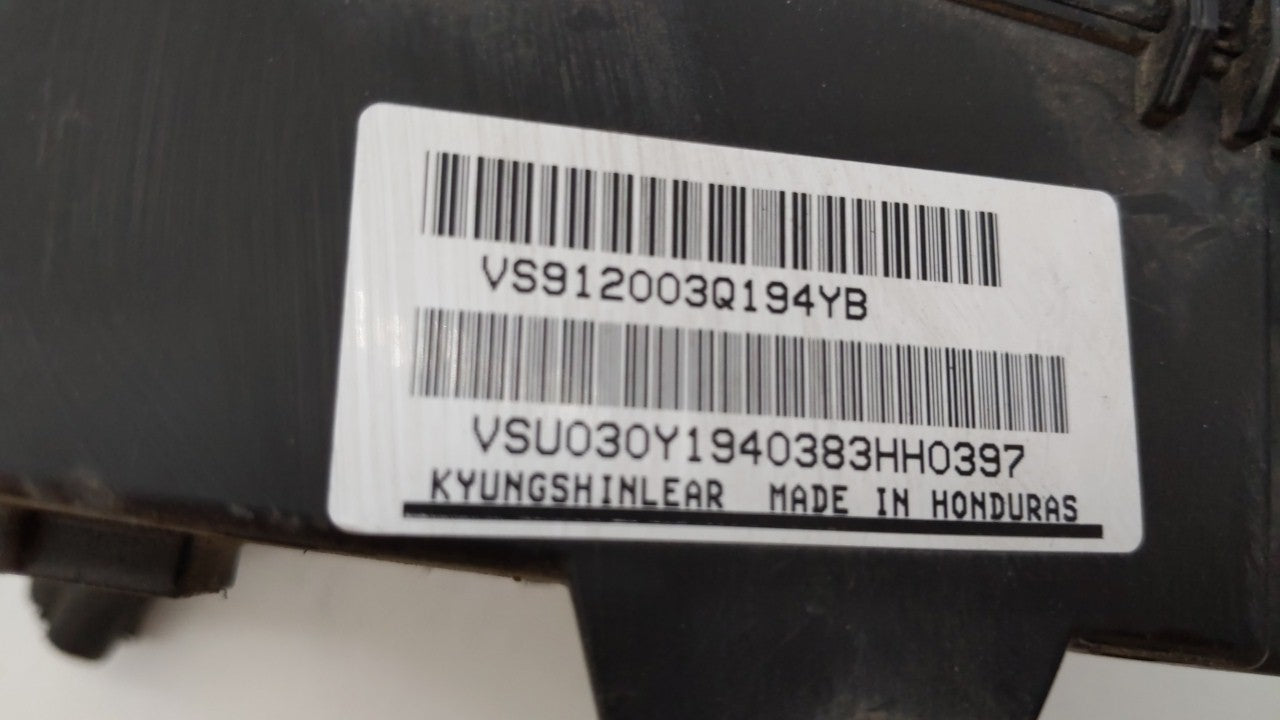 VS912003Q194YB
VSU030Y1940383HH0397
KYUNGSHINLEAR MADE IN HONDURAS